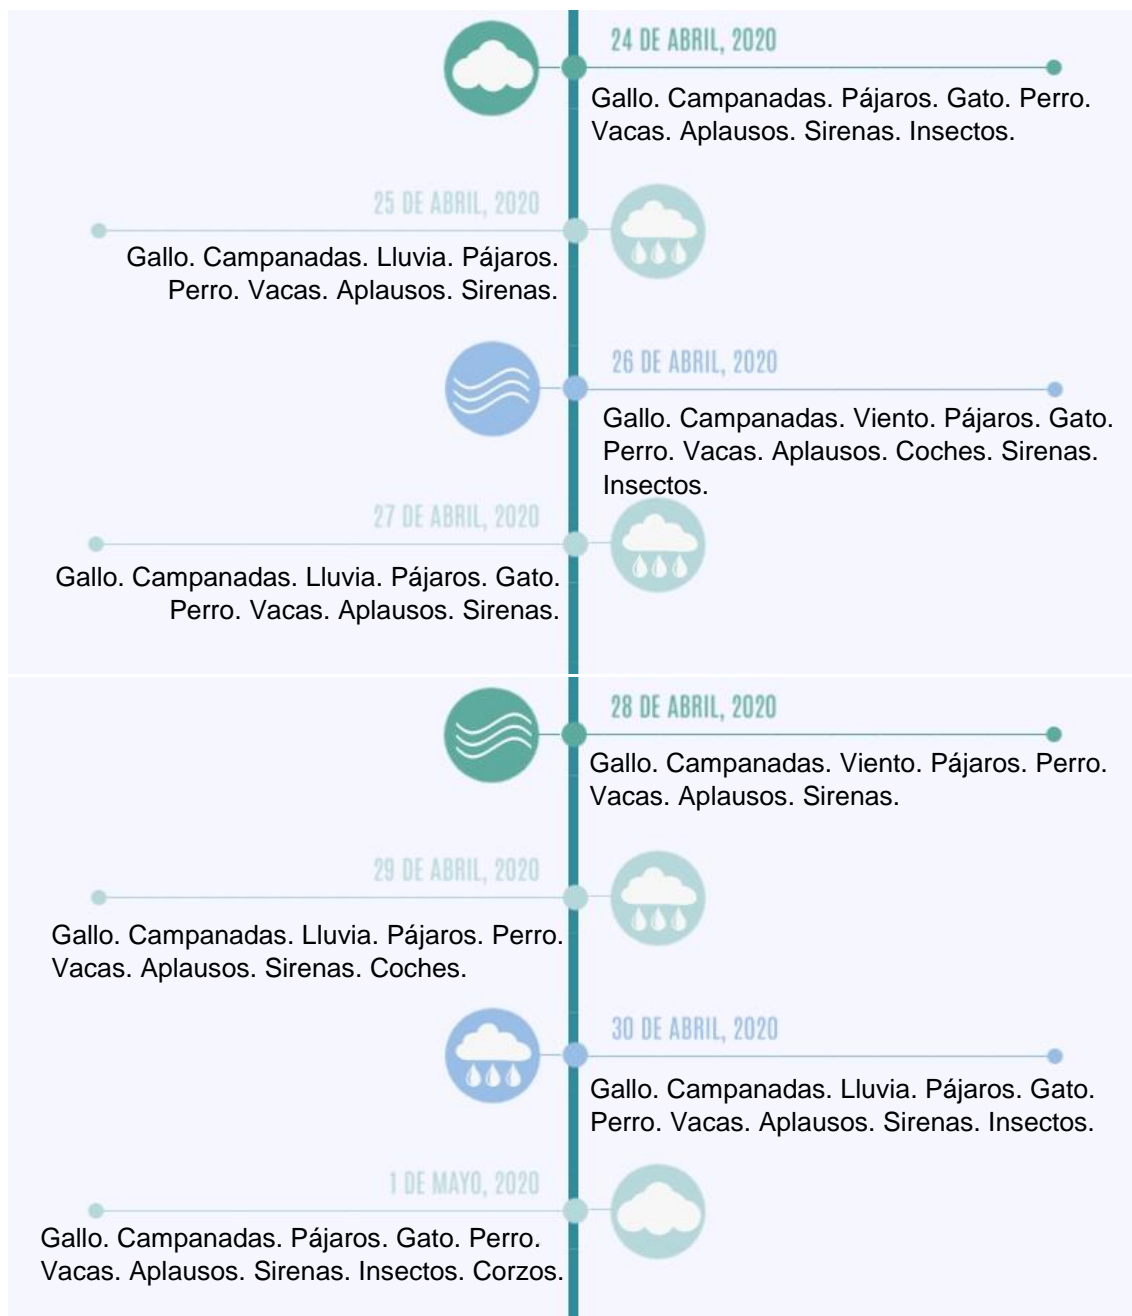 24 DE ABRIL, 2020
Gallo. Campanadas. Pájaros. Gato. Perro.
Vacas. Aplausos. Sirenas. Insectos.
25 DE ABRIL, 2020
Gallo. Campanadas. Lluvia. Pájaros.
Perro. Vacas. Aplausos. Sirenas.
26 DE ABRIL, 2020
Gallo. Campanadas. Viento. Pájaros. Gato.
Perro. Vacas. Aplausos. Coches. Sirenas.
Insectos.
27 DE ABRIL, 2020
Gallo. Campanadas. Lluvia. Pájaros. Gato.
Perro. Vacas. Aplausos. Sirenas.
28 DE ABRIL, 2020
Gallo. Campanadas. Viento. Pájaros. Perro.
Vacas. Aplausos. Sirenas.
29 DE ABRIL, 2020
Gallo. Campanadas. Lluvia. Pájaros. Perro.
Vacas. Aplausos. Sirenas. Coches.
30 DE ABRIL, 2020
Gallo. Campanadas. Lluvia. Pájaros. Gato.
Perro. Vacas. Aplausos. Sirenas. Insectos.
1 DE MAYO, 2020
Gallo. Campanadas. Pájaros. Gato. Perro.
Vacas. Aplausos. Sirenas. Insectos. Corzos.